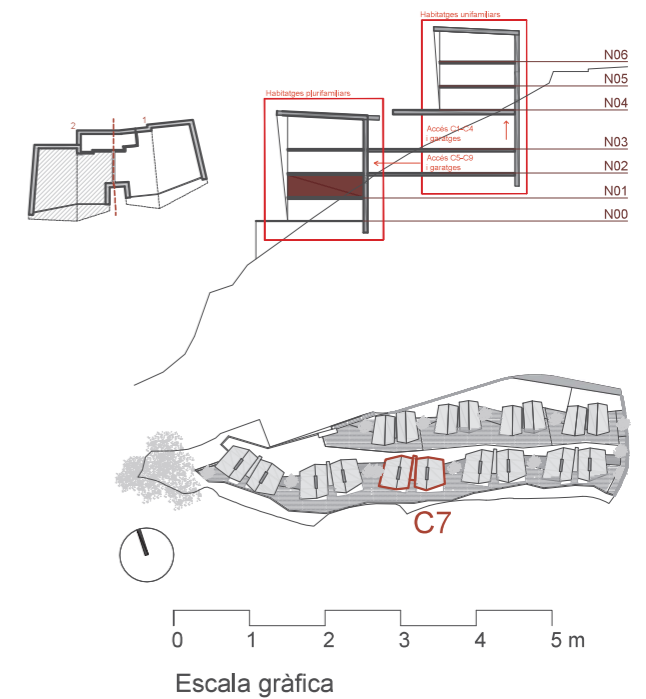 Habitatges unifamiliars
N06
N05
Habitatges plurifamiliars
N04
2
1
Accés C1-C4
i garatges
N03
Accés C5-C9
i garatges
N02
N01
N00
C7
0 1 2 3 4 5 m
Escala gràfica